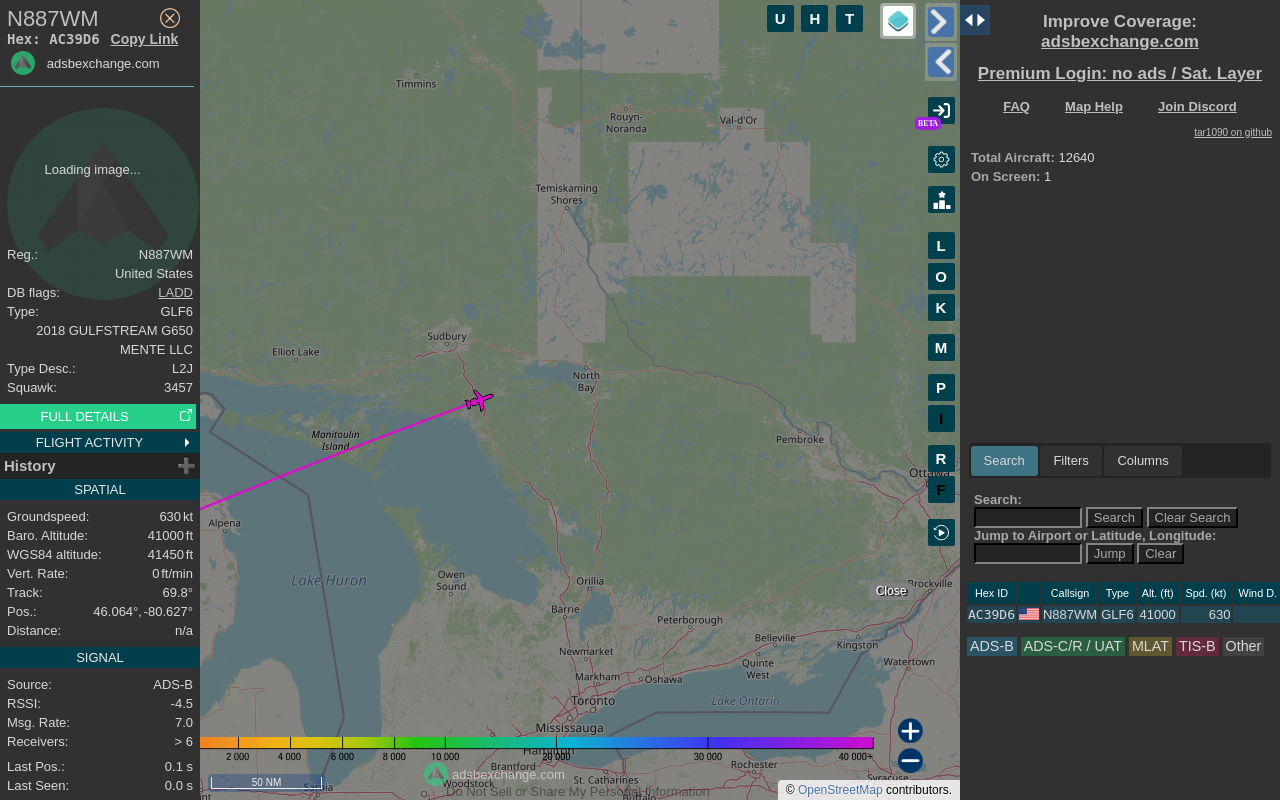 N887WM
Hex: AC39D6 Copy Link
adsbexchange.com
Loading image...
Reg.: N887WM
United States
DB flags: LADD
Type: GLF6
2018 GULFSTREAM G650
MENTE LLC
Type Desc.: L2J
Squawk: 3457
FULL DETAILS
FLIGHT ACTIVITY
History
SPATIAL
Groundspeed: 630 kt
Baro. Altitude: 41000 ft
WGS84 altitude: 41450 ft
Vert. Rate: 0 ft/min
Track: 69.8°
Pos.: 46.064°, -80.627°
Distance: n/a
SIGNAL
Source: ADS-B
RSSI: -4.5
Msg. Rate: 7.0
Receivers: > 6
Last Pos.: 0.1 s
Last Seen: 0.0 s
Timmins
Rouyn-
Noranda
Val-d'Or
Temiskaming
Shores
Sudbury
Elliot Lake
North
Bay
Manitoulin
Island
Pembroke
Ottawa
Alpena
Lake Huron
Owen
Sound
Orillia
Barrie
Brockville
Peterborough
Belleville
Kingston
Newmarket
Quinte
West
Watertown
Markham
Oshawa
Toronto
Lake Ontario
Mississauga
Hamilton
Brantford
Rochester
Woodstock
St. Catharines
Syracuse
Sarnia
Buffalo
Close
2 000
4 000
6 000
8 000
10 000
20 000
30 000
40 000+
50 NM
adsbexchange.com
Do Not Sell or Share My Personal Information
© OpenStreetMap contributors.
U H T
BETA
L
O
K
M
P
I
R
F
Improve Coverage:
adsbexchange.com
Premium Login: no ads / Sat. Layer
FAQ Map Help Join Discord
tar1090 on github
Total Aircraft: 12640
On Screen: 1
Search Filters Columns
Search:
Search Clear Search
Jump to Airport or Latitude, Longitude:
Jump Clear
Hex ID Callsign Type Alt. (ft) Spd. (kt) Wind D.
AC39D6 N887WM GLF6 41000 630
ADS-B ADS-C/R / UAT MLAT TIS-B Other